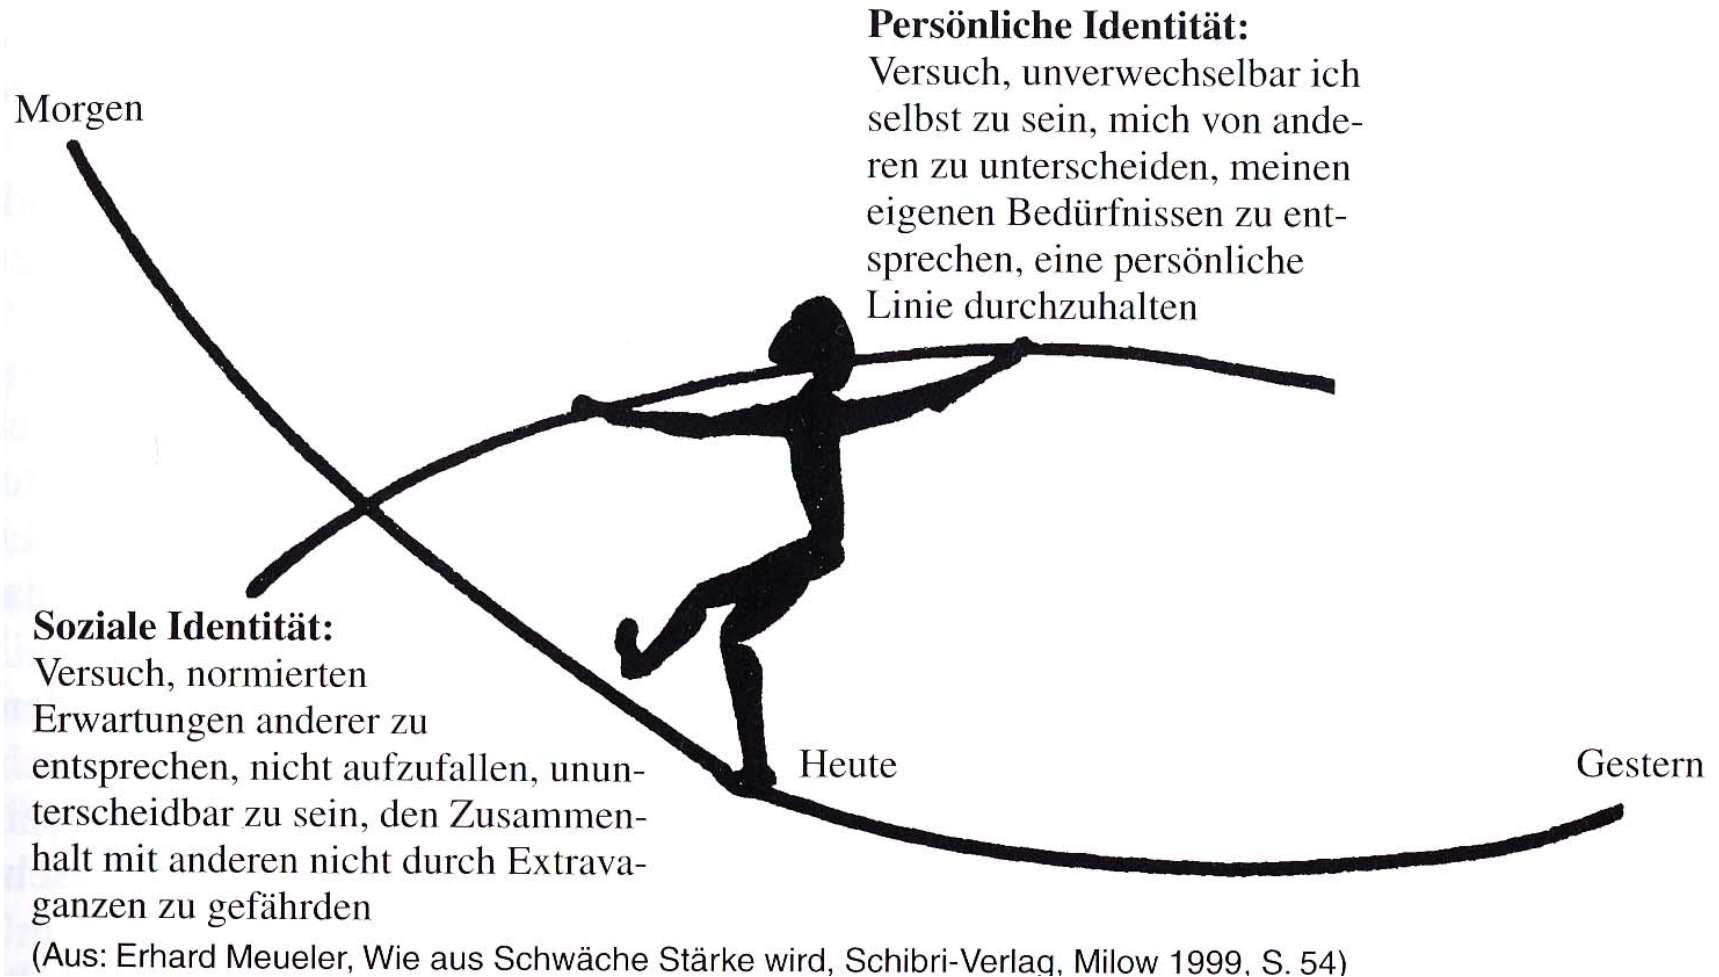 Persönliche Identität:
Versuch, unverwechselbar ich
selbst zu sein, mich von ande-
ren zu unterscheiden, meinen
eigenen Bedürfnissen zu ent-
sprechen, eine persönliche
Linie durchzuhalten
Morgen
Soziale Identität:
Versuch, normierten
Erwartungen anderer zu
entsprechen, nicht aufzufallen, unun-
terscheidbar zu sein, den Zusammen-
halt mit anderen nicht durch Extrava-
ganzen zu gefährden
Heute
Gestern
(Aus: Erhard Meueler, Wie aus Schwäche Stärke wird, Schibri-Verlag, Milow 1999, S. 54)